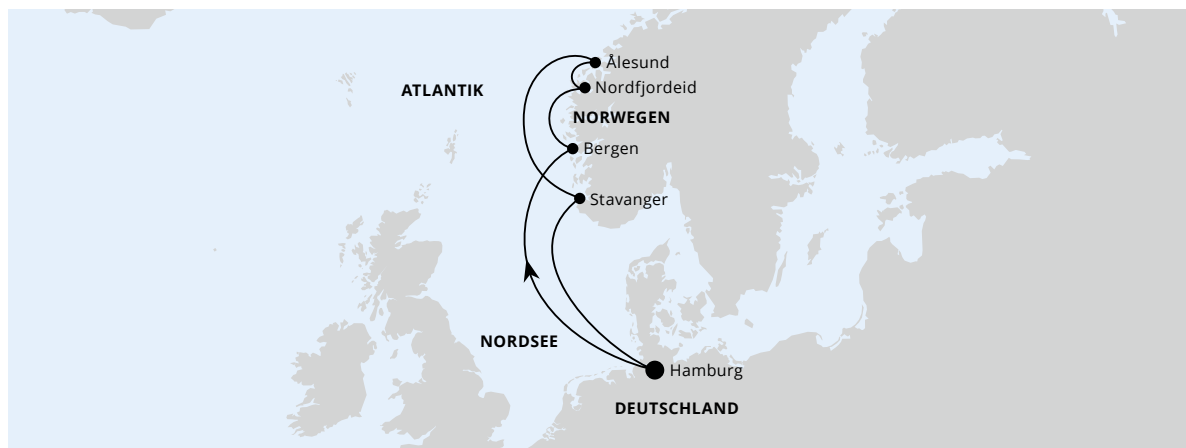 Ålesund
ATLANTIK
Nordfjordeid
NORWEGEN
Bergen
Stavanger
NORDSEE
Hamburg
DEUTSCHLAND